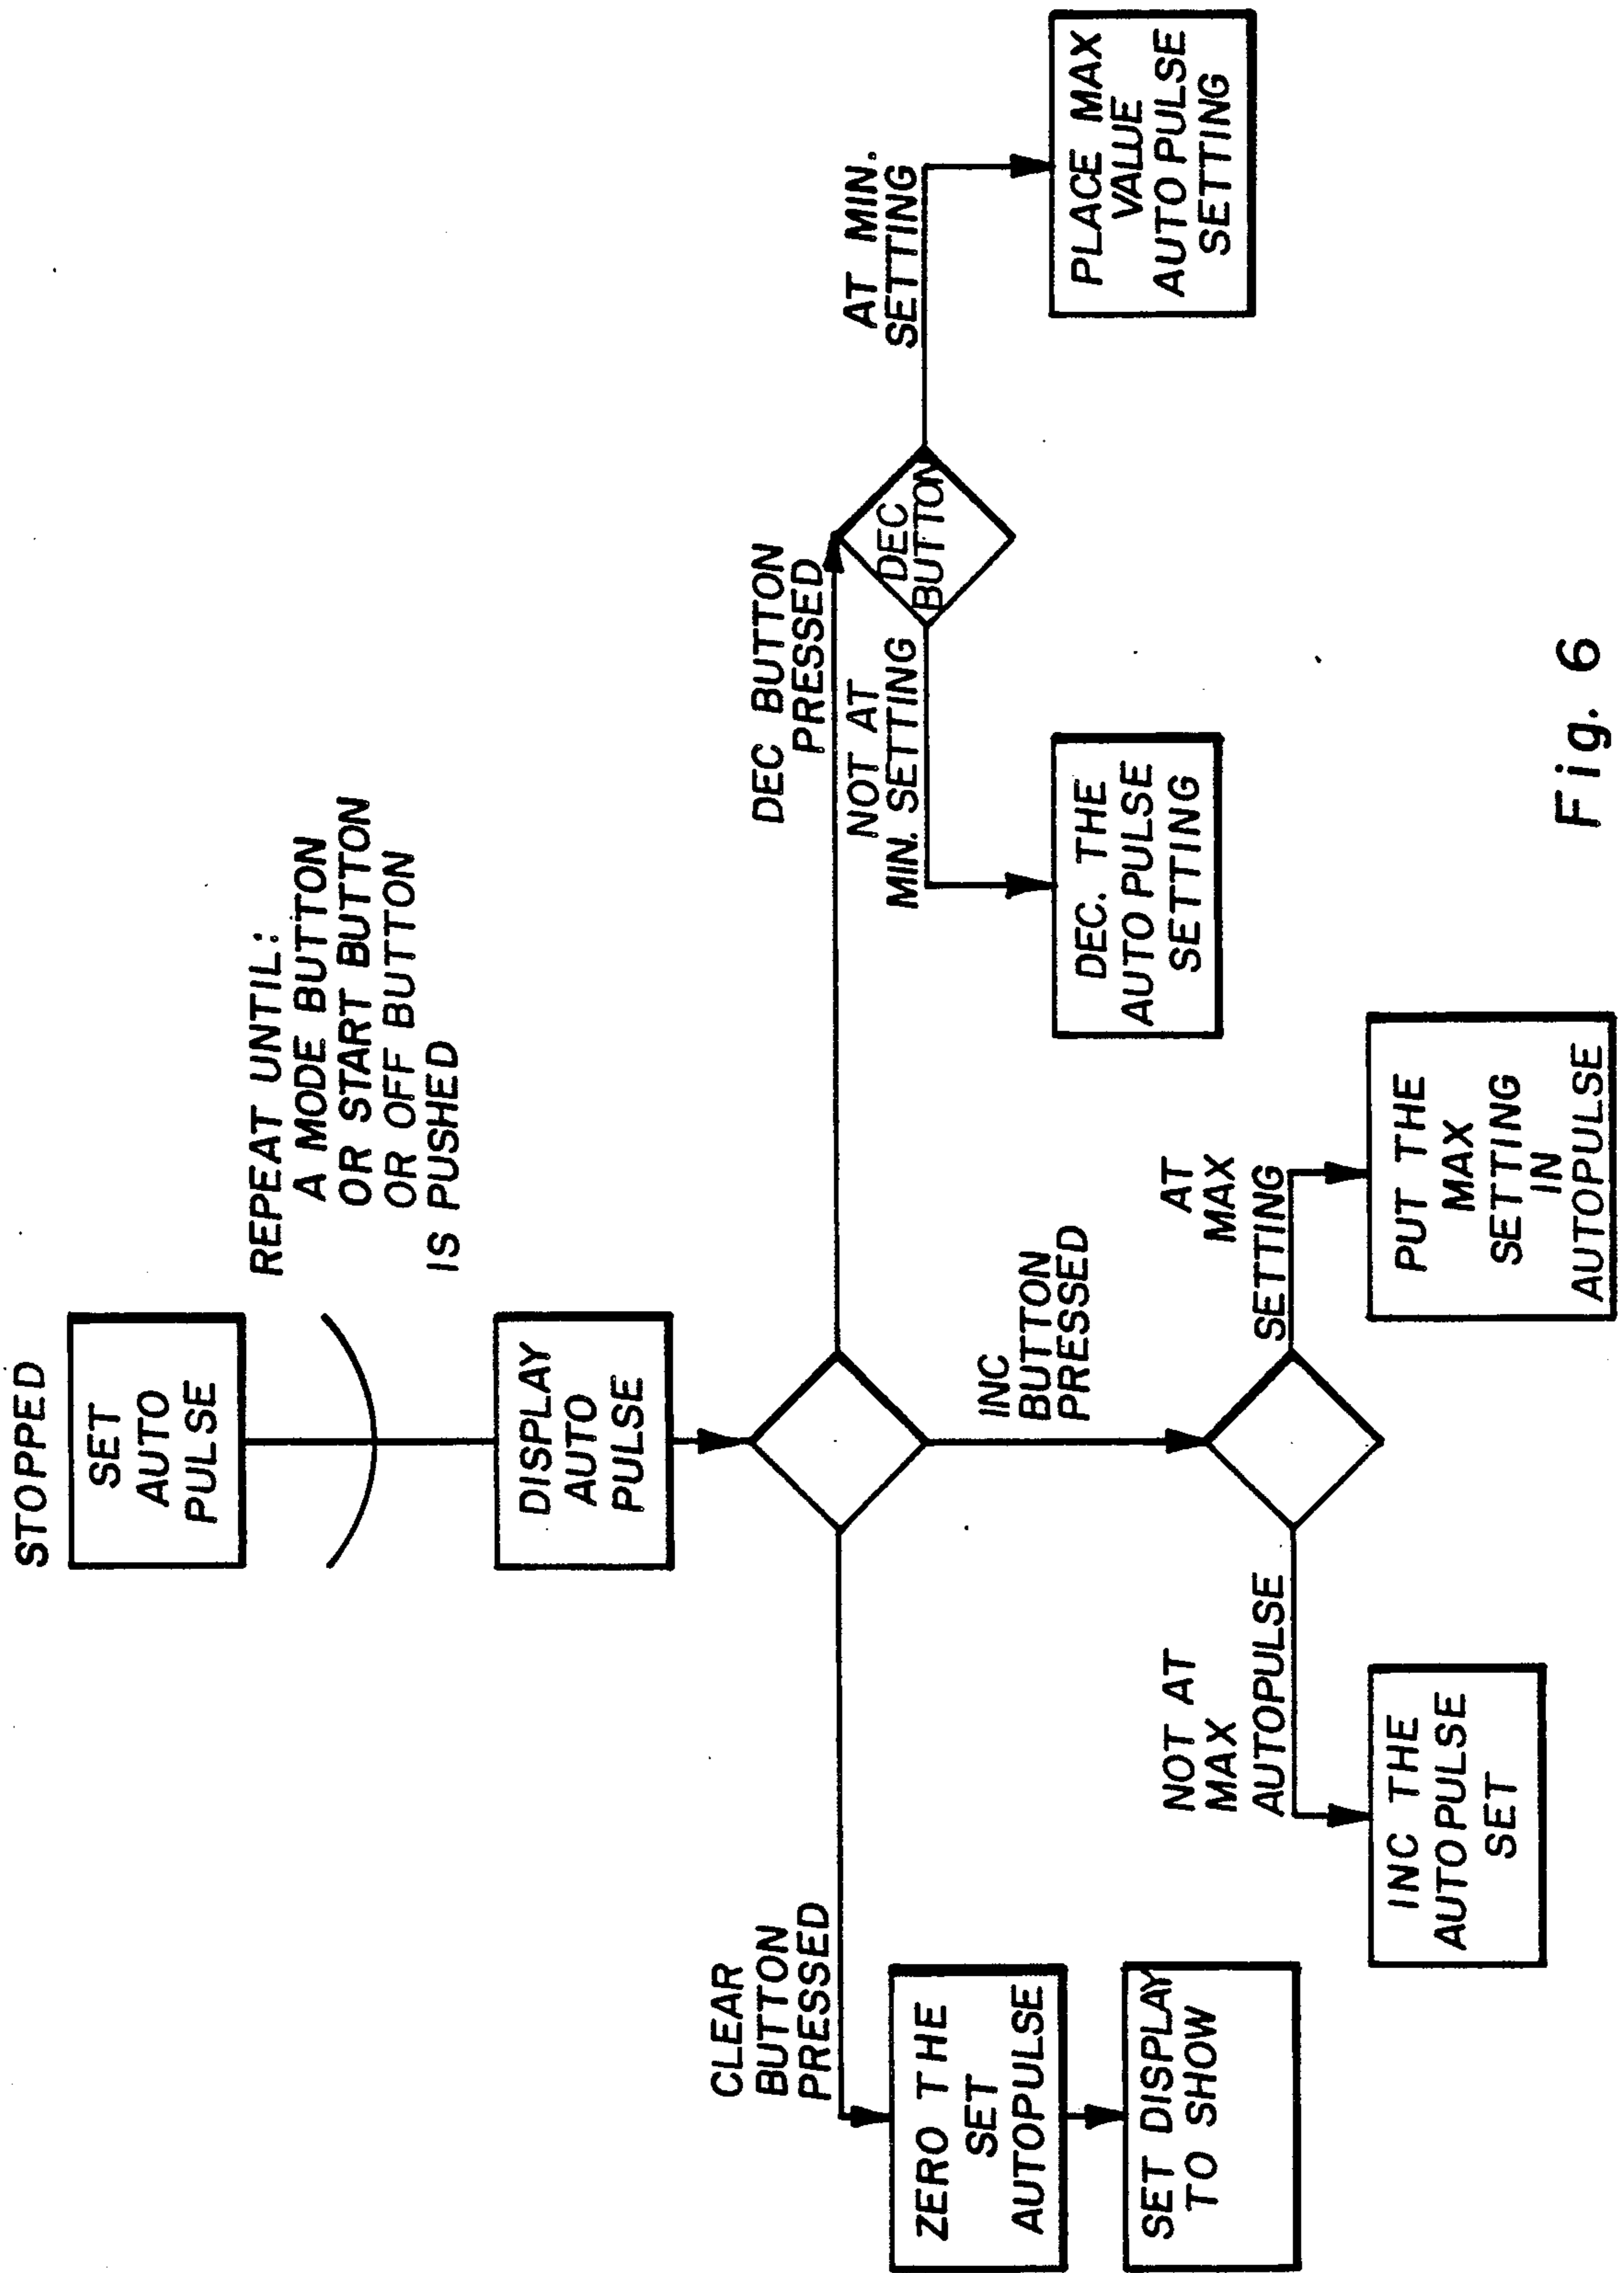 STOPPED
SET
AUTO
PULSE
REPEAT UNTIL:
A MODE BUTTON
OR START BUTTON
OR OFF BUTTON
IS PUSHED
DISPLAY
AUTO
PULSE
CLEAR
BUTTON
PRESSED
ZERO THE
SET
AUTOPULSE
SET DISPLAY
TO SHOW
INC
BUTTON
PRESSED
NOT AT
MAX
AUTOPULSE
INC THE
AUTOPULSE
SET
AT
MAX
SETTING
PUT THE
MAX
SETTING
IN
AUTOPULSE
DEC BUTTON
PRESSED
DEC
BUTTON
NOT AT
MIN. SETTING
DEC. THE
AUTO PULSE
SETTING
AT MIN.
SETTING
PLACE MAX
VALUE
AUTO PULSE
SETTING
Fig. 6